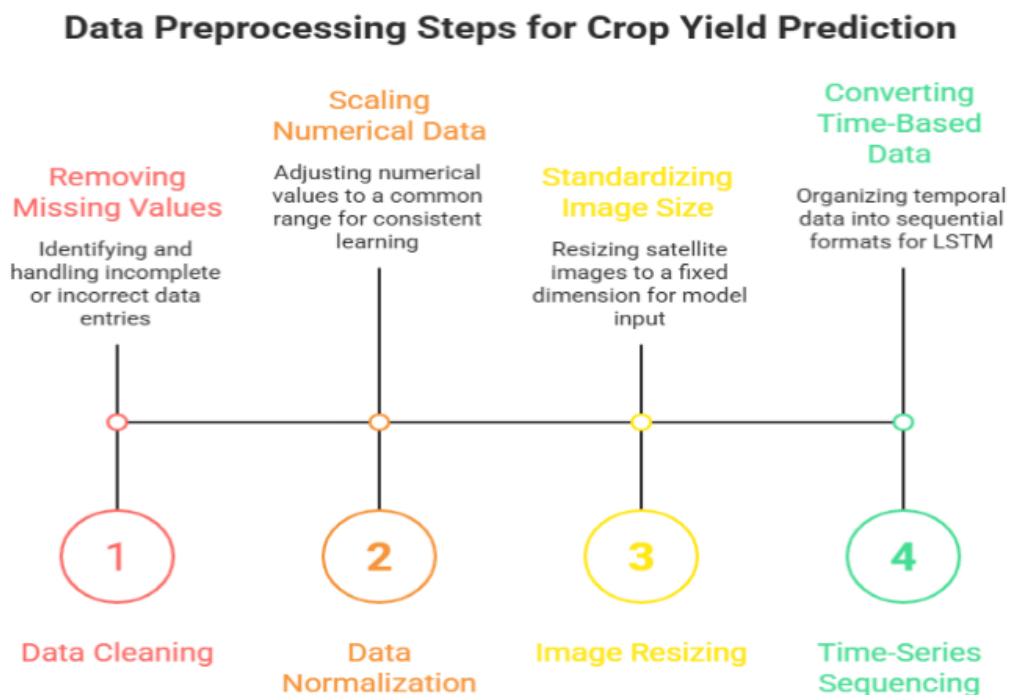 Data Preprocessing Steps for Crop Yield Prediction
Removing
Missing Values
Identifying and
handling incomplete
or incorrect data
entries
Scaling
Numerical Data
Adjusting numerical
values to a common
range for consistent
learning
Standardizing
Image Size
Resizing satellite
images to a fixed
dimension for model
input
Converting
Time-Based
Data
Organizing temporal
data into sequential
formats for LSTM
1
2
3
4
Data Cleaning
Data
Normalization
Image Resizing
Time-Series
Sequencing